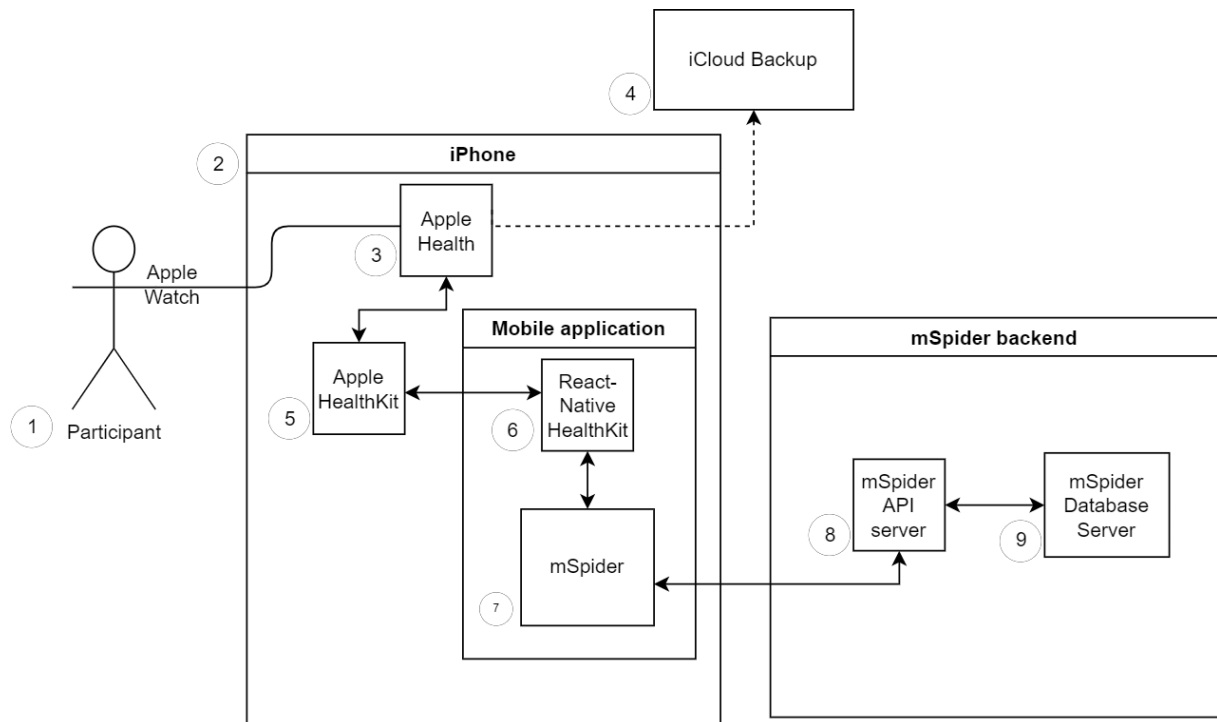 iCloud Backup
4
2
iPhone
Apple
Health
3
Apple
Watch
Mobile application
mSpider backend
Apple
HealthKit
5
React-
Native
HealthKit
6
1
Participant
mSpider
API
server
8
mSpider
Database
Server
9
mSpider
7